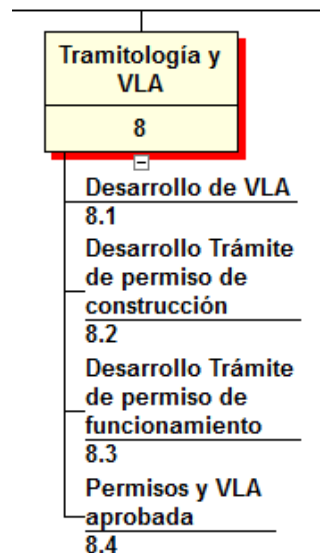 Tramitología y
VLA
8
Desarrollo de VLA
8.1
Desarrollo Trámite
de permiso de
construcción
8.2
Desarrollo Trámite
de permiso de
funcionamiento
8.3
Permisos y VLA
aprobada
8.4